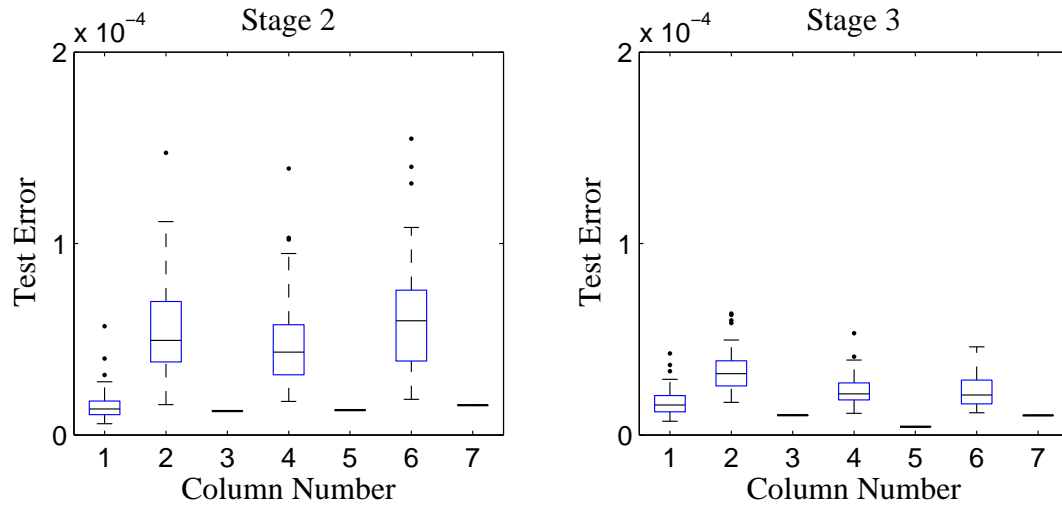 Stage 2
x 10⁻⁴
2
1
0
Test Error
1 2 3 4 5 6 7
Column Number
Stage 3
x 10⁻⁴
2
1
0
Test Error
1 2 3 4 5 6 7
Column Number